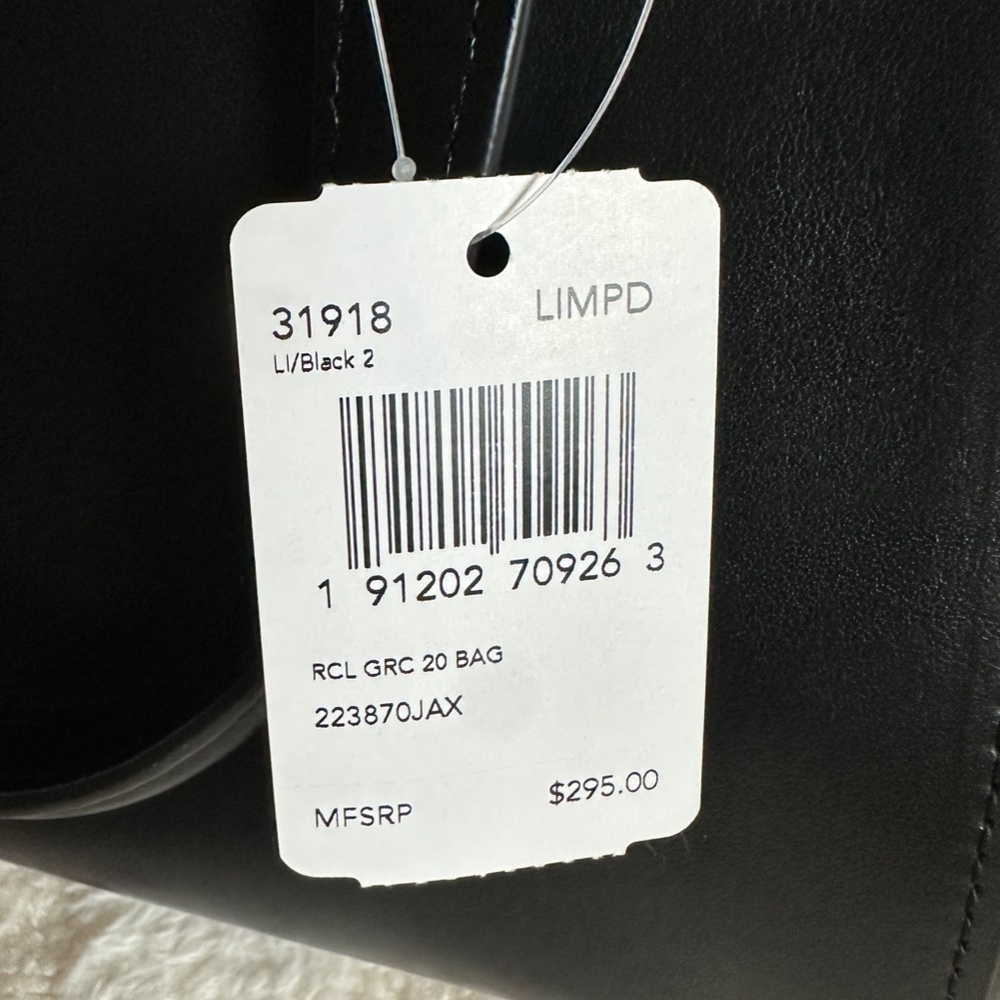 31918
LIMPD
LI/Black 2
1 91202 70926 3
RCL GRC 20 BAG
223870JAX
MFSRP $295.00